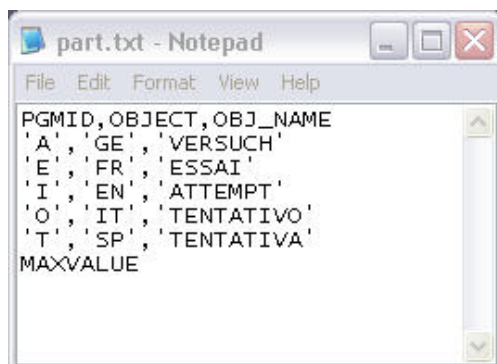 part.txt - Notepad
File Edit Format View Help
PGMID,OBJECT,OBJ_NAME
'A','GE','VERSUCH'
'E','FR','ESSAI'
'I','EN','ATTEMPT'
'O','IT','TENTATIVO'
'T','SP','TENTATIVA'
MAXVALUE